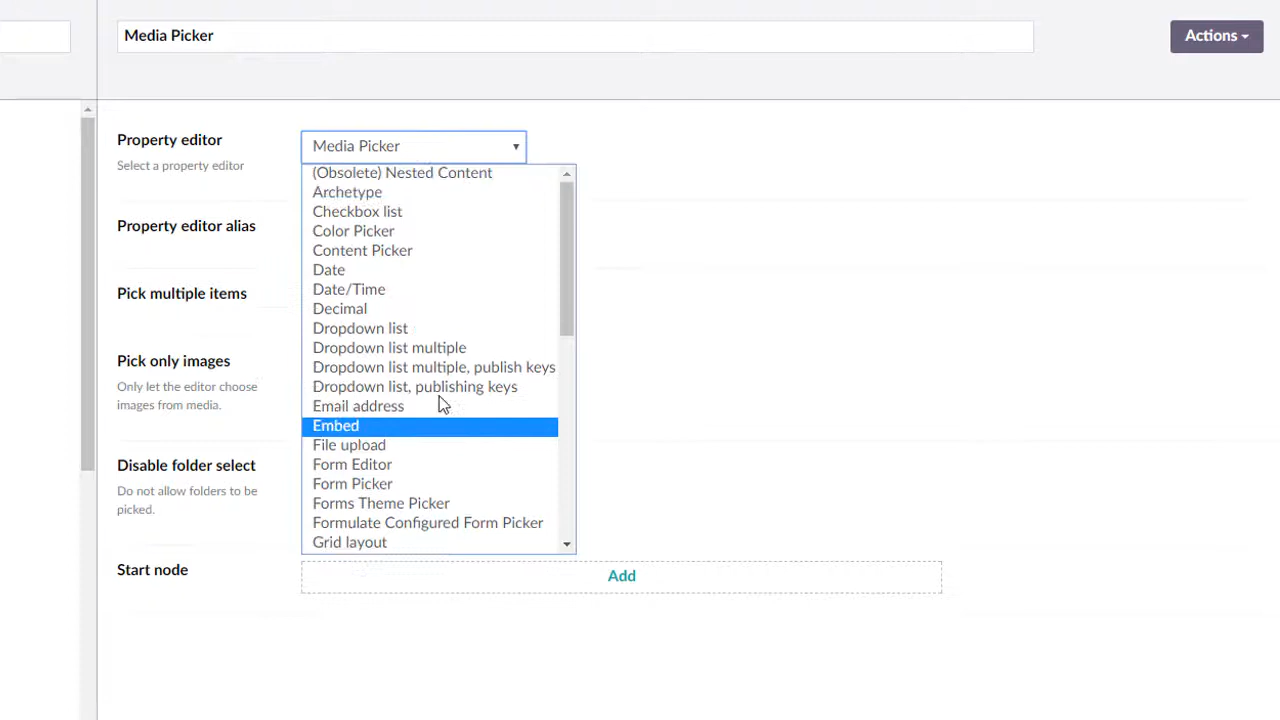 Media Picker
Actions
Property editor
Select a property editor
Media Picker
(Obsolete) Nested Content
Archetype
Checkbox list
Color Picker
Content Picker
Date
Date/Time
Decimal
Dropdown list
Dropdown list multiple
Dropdown list multiple, publish keys
Dropdown list, publishing keys
Email address
Embed
File upload
Form Editor
Form Picker
Forms Theme Picker
Formulate Configured Form Picker
Grid layout
Property editor alias
Pick multiple items
Pick only images
Only let the editor choose
images from media.
Disable folder select
Do not allow folders to be
picked.
Start node
Add